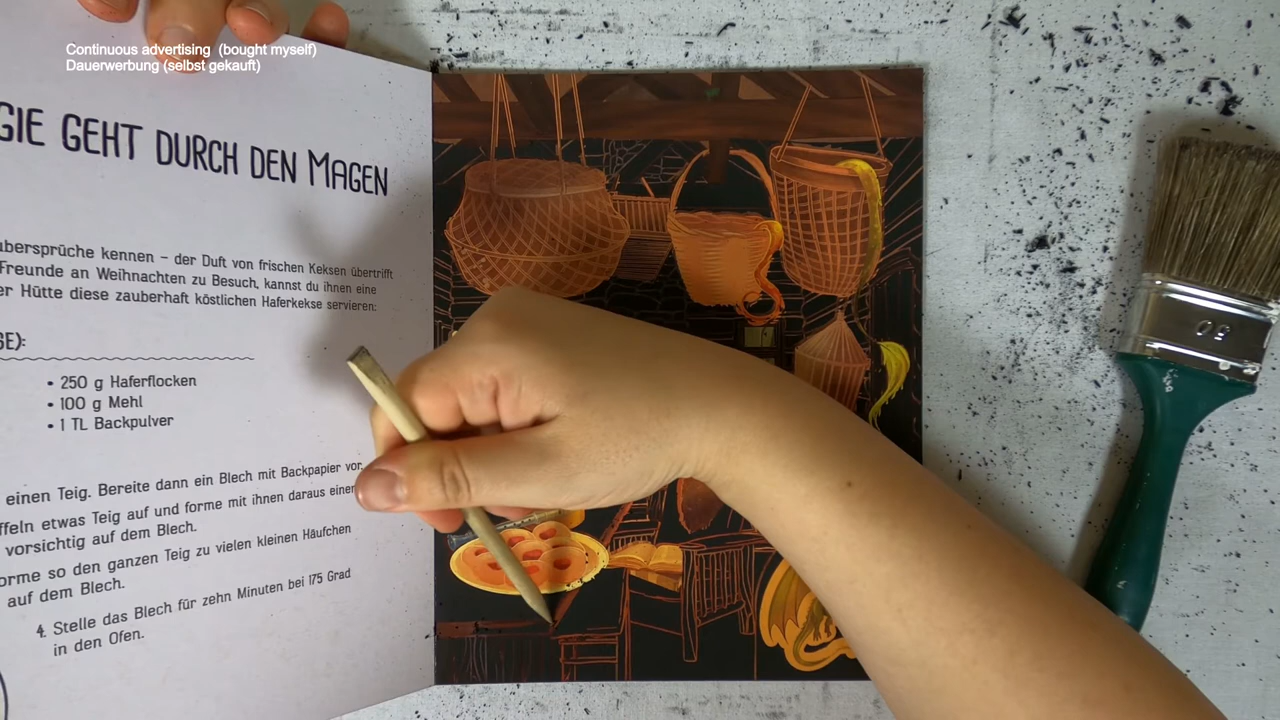 Continuous advertising (bought myself)
Dauerwerbung (selbst gekauft)
GIE GEHT DURCH DEN MAGEN
ubersprüche kennen – der Duft von frischen Keksen übertrifft
Freunde an Weihnachten zu Besuch, kannst du ihnen eine
er Hütte diese zauberhaft köstlichen Haferkekse servieren:
GE):
• 250 g Haferflocken
• 100 g Mehl
• 1 TL Backpulver
einen Teig. Bereite dann ein Blech mit Backpapier vor.
ffeln etwas Teig auf und forme mit ihnen daraus einen
vorsichtig auf dem Blech.
orme so den ganzen Teig zu vielen kleinen Häufchen
auf dem Blech.
4. Stelle das Blech für zehn Minuten bei 175 Grad
in den Ofen.
50